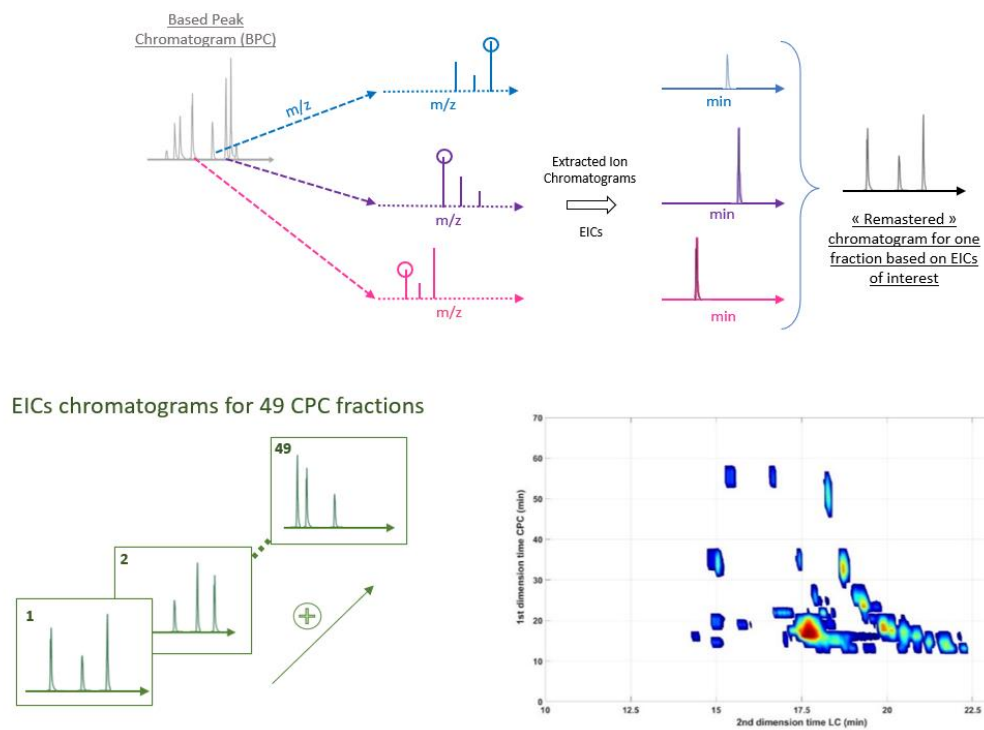 Based Peak
Chromatogram (BPC)
m/z
m/z
m/z
m/z
Extracted Ion
Chromatograms
EICs
min
min
min
« Remastered »
chromatogram for one
fraction based on EICs
of interest
EICs chromatograms for 49 CPC fractions
49
2
1
+
1st dimension time CPC (min)
70
60
50
40
30
20
10
0
10 12.5 15 17.5 20 22.5
2nd dimension time LC (min)